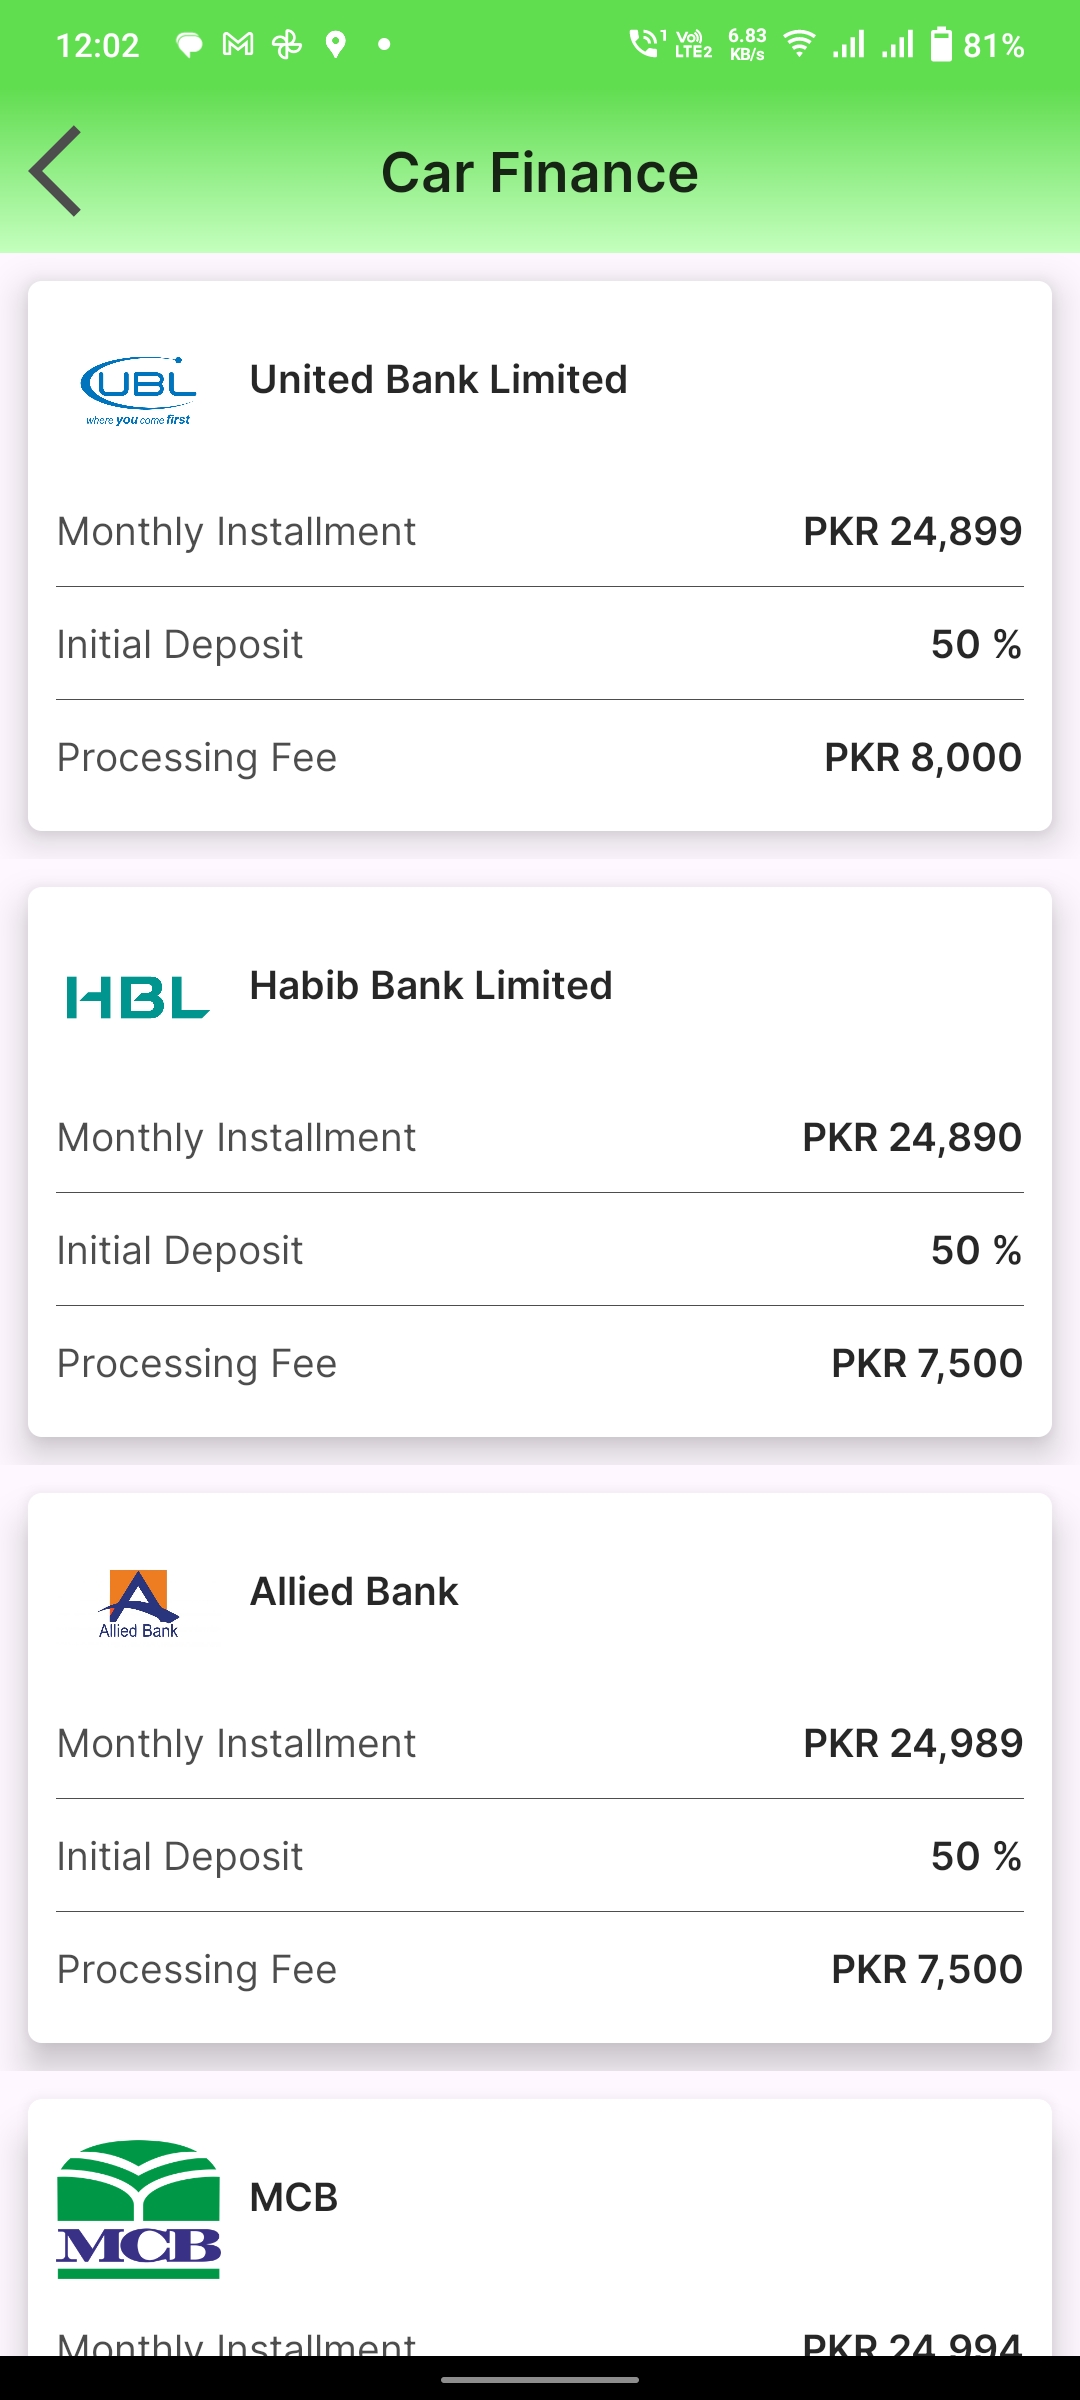 12:02 1 Vo)) LTE2 6.83 KB/s 81%
Car Finance
UBL
where you come first
United Bank Limited
Monthly Installment PKR 24,899
Initial Deposit 50 %
Processing Fee PKR 8,000
HBL
Habib Bank Limited
Monthly Installment PKR 24,890
Initial Deposit 50 %
Processing Fee PKR 7,500
Allied Bank
Allied Bank
Monthly Installment PKR 24,989
Initial Deposit 50 %
Processing Fee PKR 7,500
MCB
MCB
Monthly Installment PKR 24,994